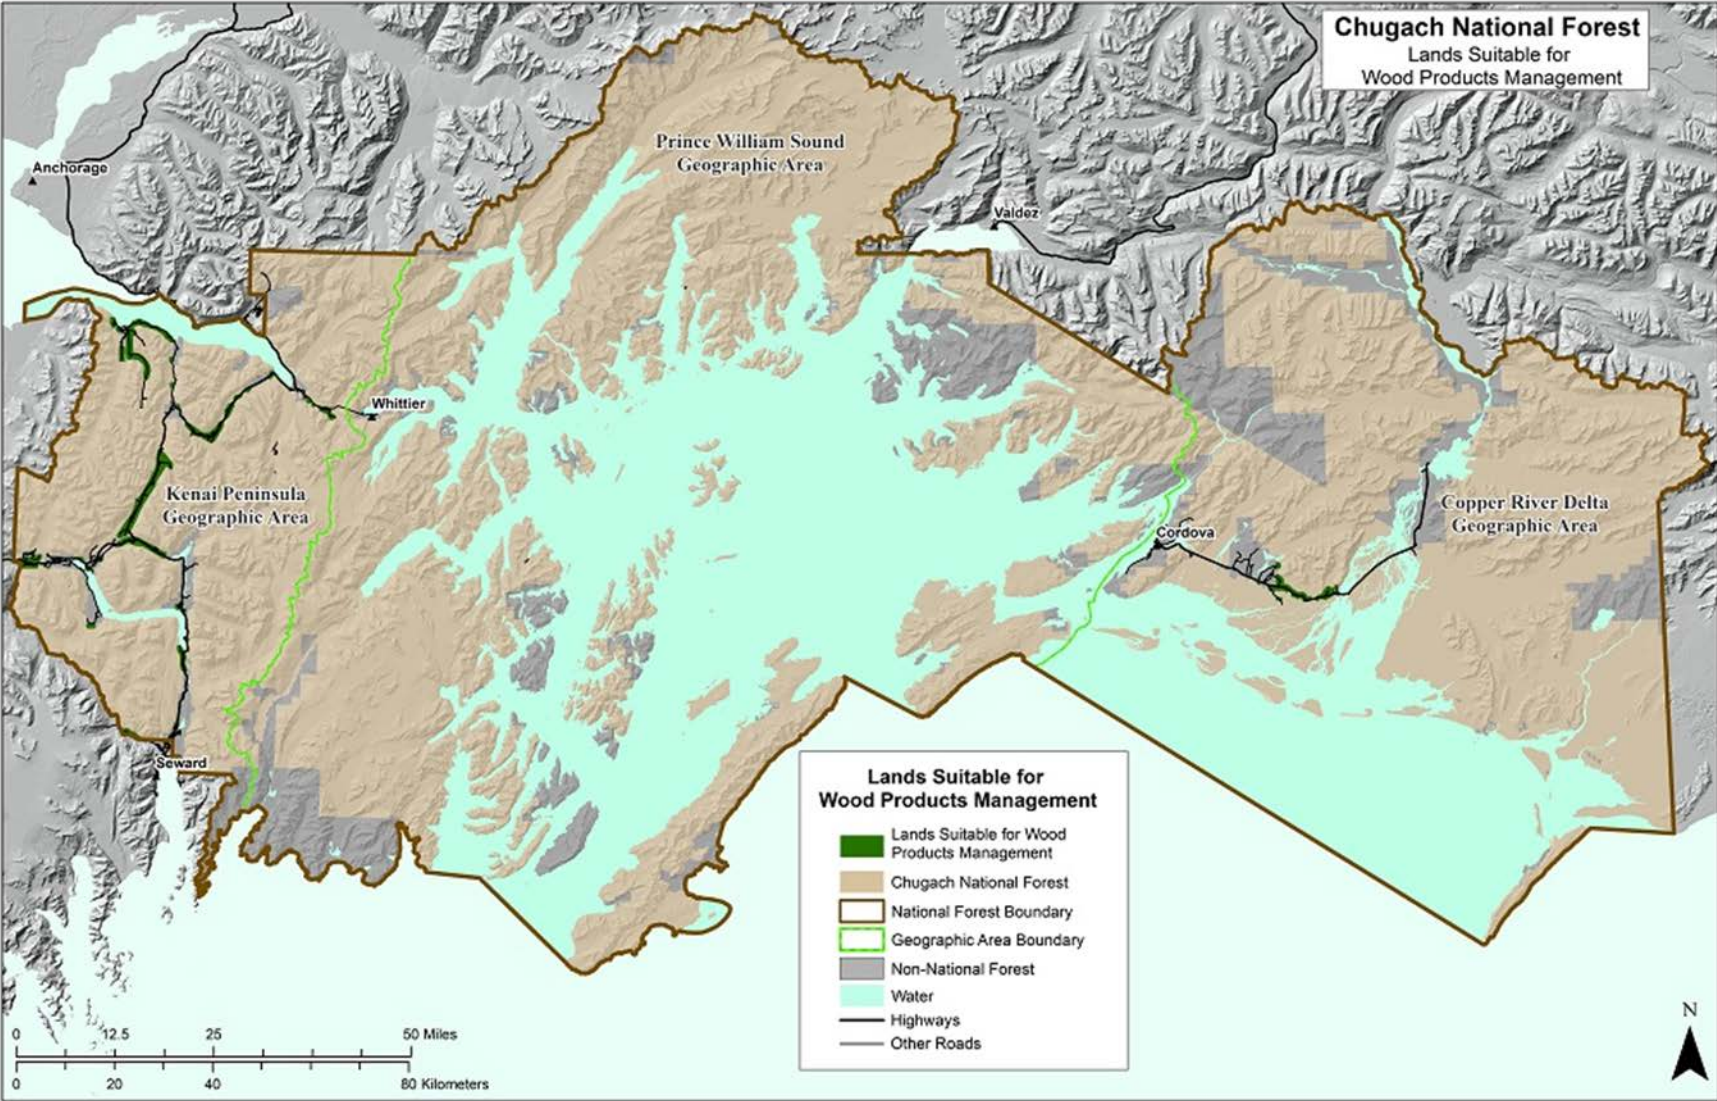 Chugach National Forest
Lands Suitable for
Wood Products Management
Prince William Sound
Geographic Area
Anchorage
Valdez
Whittier
Kenai Peninsula
Geographic Area
Copper River Delta
Geographic Area
Cordova
Seward
Lands Suitable for
Wood Products Management
Lands Suitable for Wood
Products Management
Chugach National Forest
National Forest Boundary
Geographic Area Boundary
Non-National Forest
Water
Highways
Other Roads
0 12.5 25 50 Miles
0 20 40 80 Kilometers
N